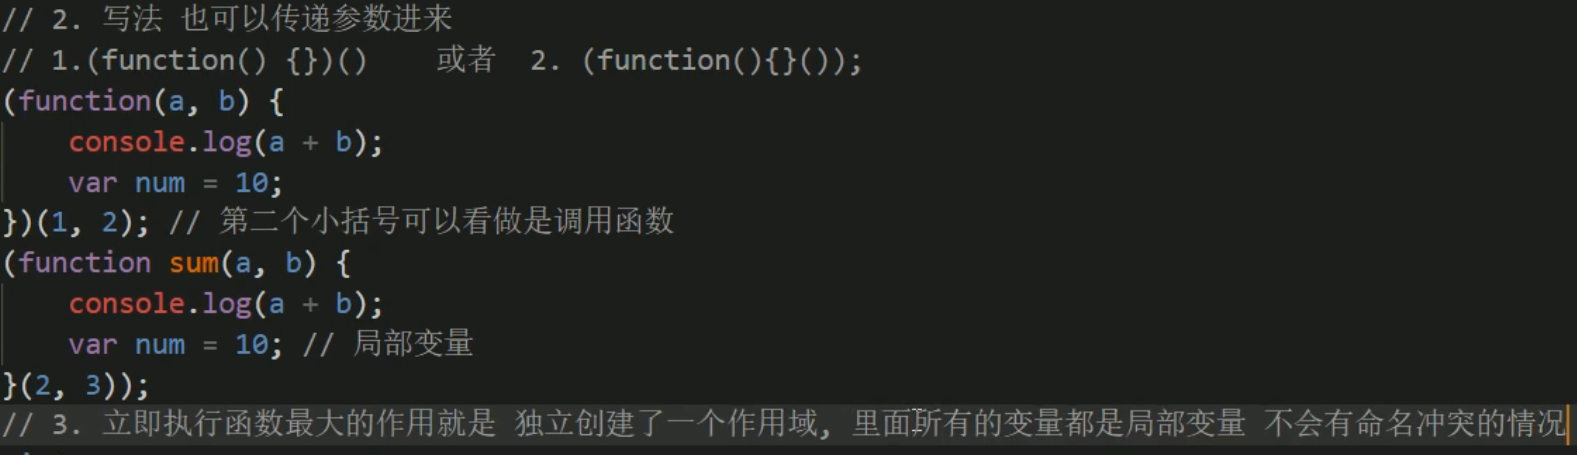 // 2. 写法 也可以传递参数进来
// 1.(function() {})()    或者  2. (function(){}());
(function(a, b) {
    console.log(a + b);
    var num = 10;
})(1, 2); // 第二个小括号可以看做是调用函数
(function sum(a, b) {
    console.log(a + b);
    var num = 10; // 局部变量
}(2, 3));
// 3. 立即执行函数最大的作用就是 独立创建了一个作用域, 里面所有的变量都是局部变量 不会有命名冲突的情况